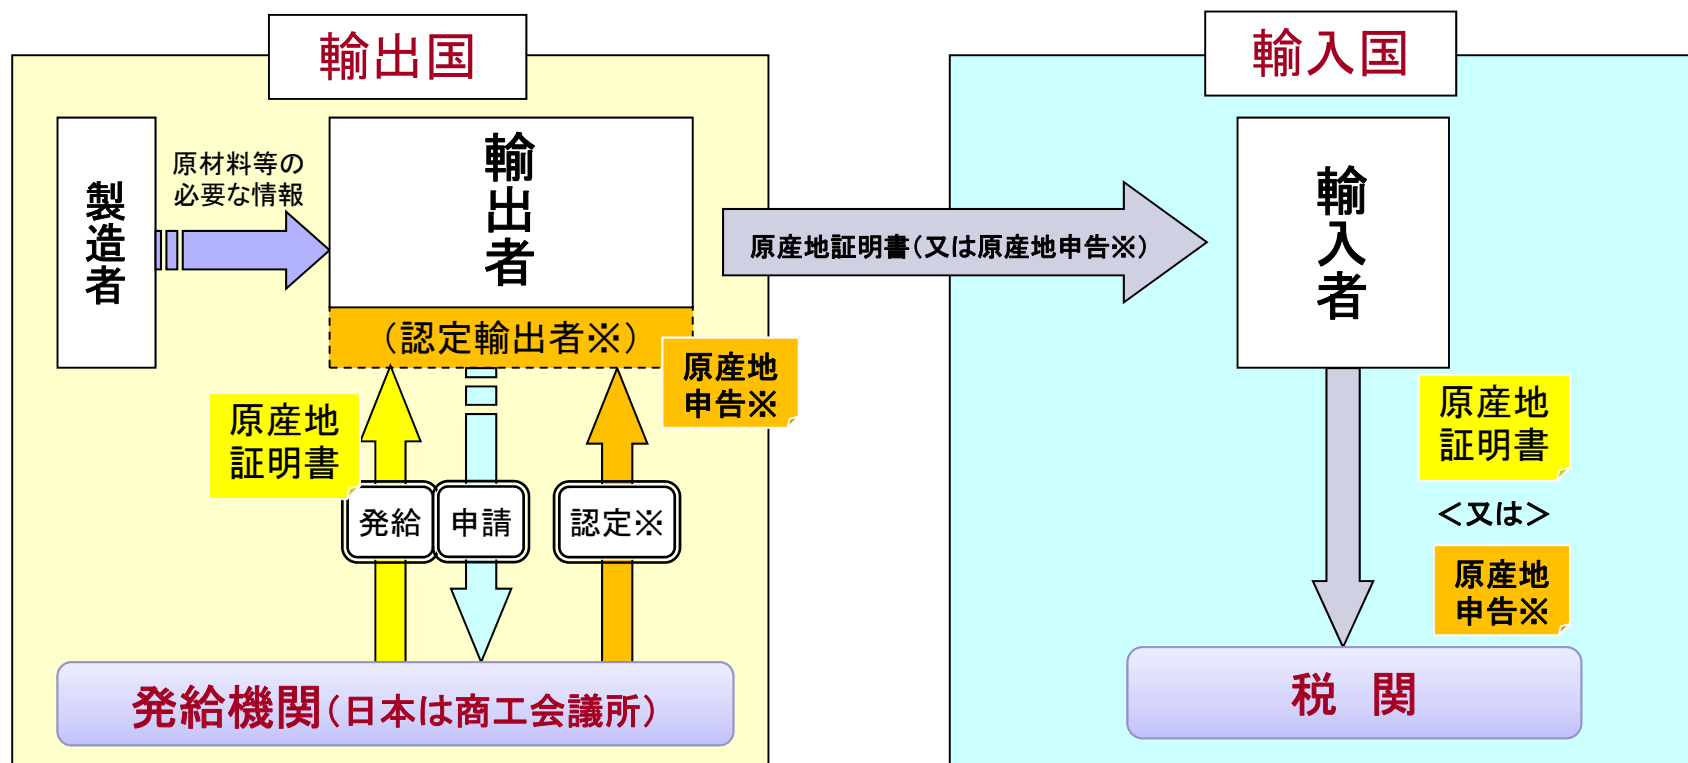 輸出国
輸入国
製造者
原材料等の
必要な情報
輸出者
(認定輸出者※)
原産地
申告※
原産地証明書(又は原産地申告※)
輸入者
原産地
証明書
発給
申請
認定※
原産地
証明書
<又は>
原産地
申告※
発給機関(日本は商工会議所)
税 関